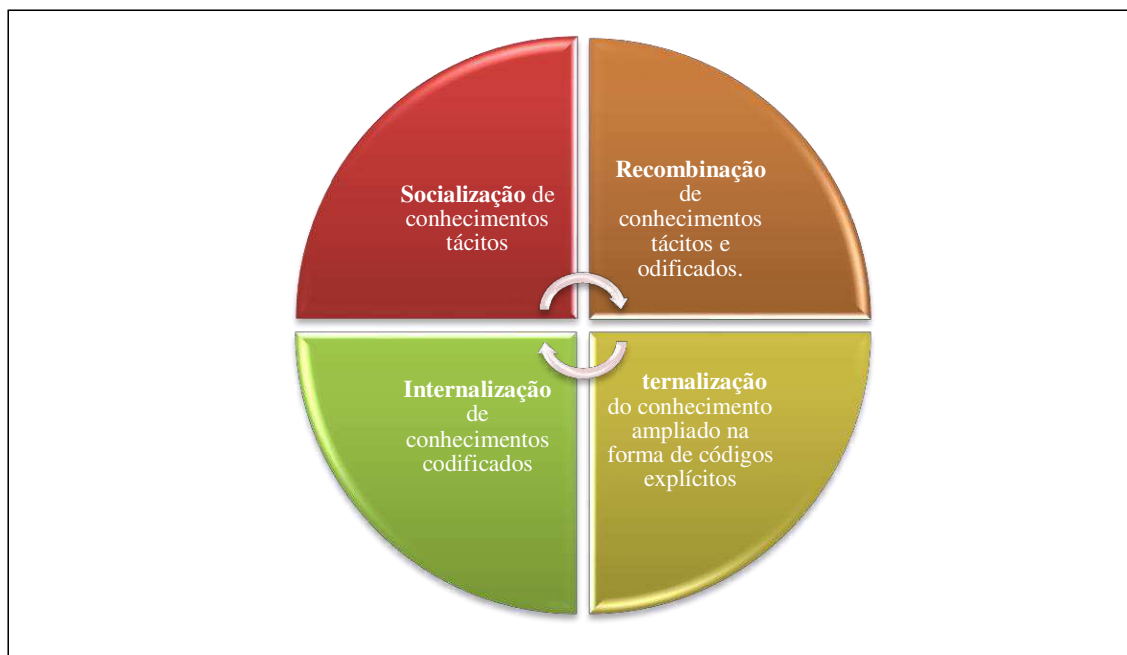 Socialização de
conhecimentos
tácitos
Recombinação
de
conhecimentos
tácitos e
odificados.
Internalização
de
conhecimentos
codificados
ternalização
do conhecimento
ampliado na
forma de códigos
explícitos